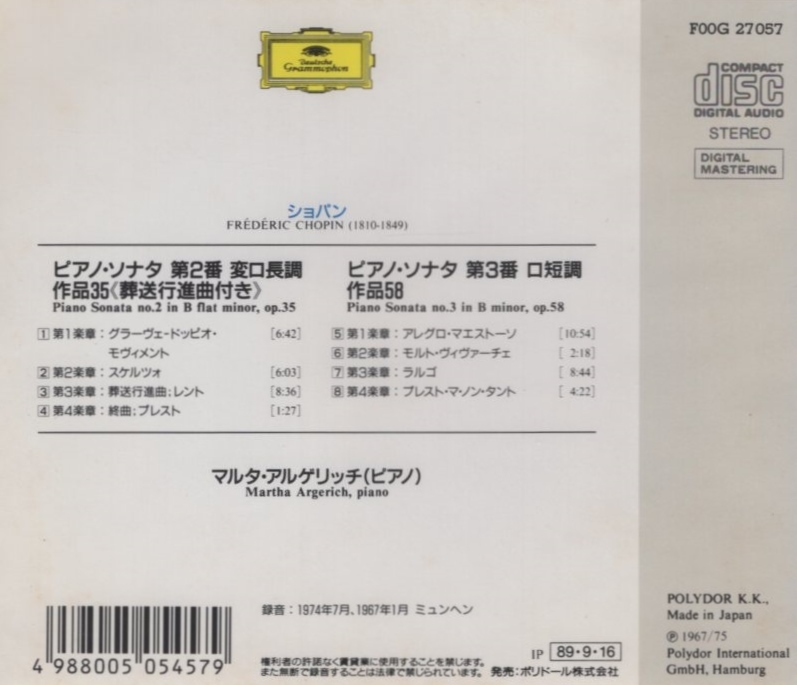 Deutsche
Grammophon
FOOG 27057
COMPACT
disc
DIGITAL AUDIO
STEREO
DIGITAL
MASTERING
ショパン
FRÉDÉRIC CHOPIN (1810-1849)
ピアノ・ソナタ 第2番 変ロ長調
作品35《葬送行進曲付き》
Piano Sonata no.2 in B flat minor, op.35
1 第1楽章：グラーヴェ-ドッピオ・ [6:42]
モヴィメント
2 第2楽章：スケルツォ [6:03]
3 第3楽章：葬送行進曲；レント [8:36]
4 第4楽章：終曲；プレスト [1:27]
ピアノ・ソナタ 第3番 ロ短調
作品58
Piano Sonata no.3 in B minor, op.58
5 第1楽章：アレグロ・マエストーソ [10:54]
6 第2楽章：モルト・ヴィヴァーチェ [ 2:18]
7 第3楽章：ラルゴ [ 8:44]
8 第4楽章：プレスト・マ・ノン・タント [ 4:22]
マルタ・アルゲリッチ(ピアノ)
Martha Argerich, piano
録音：1974年7月、1967年1月 ミュンヘン
4 988005 054579
権利者の許諾なく賃貸業に使用することを禁じます。
また無断で録音することは法律で禁じられています。
1P 89・9・16
発売：ポリドール株式会社
POLYDOR K.K.,
Made in Japan
Ⓟ 1967/75
Polydor International
GmbH, Hamburg